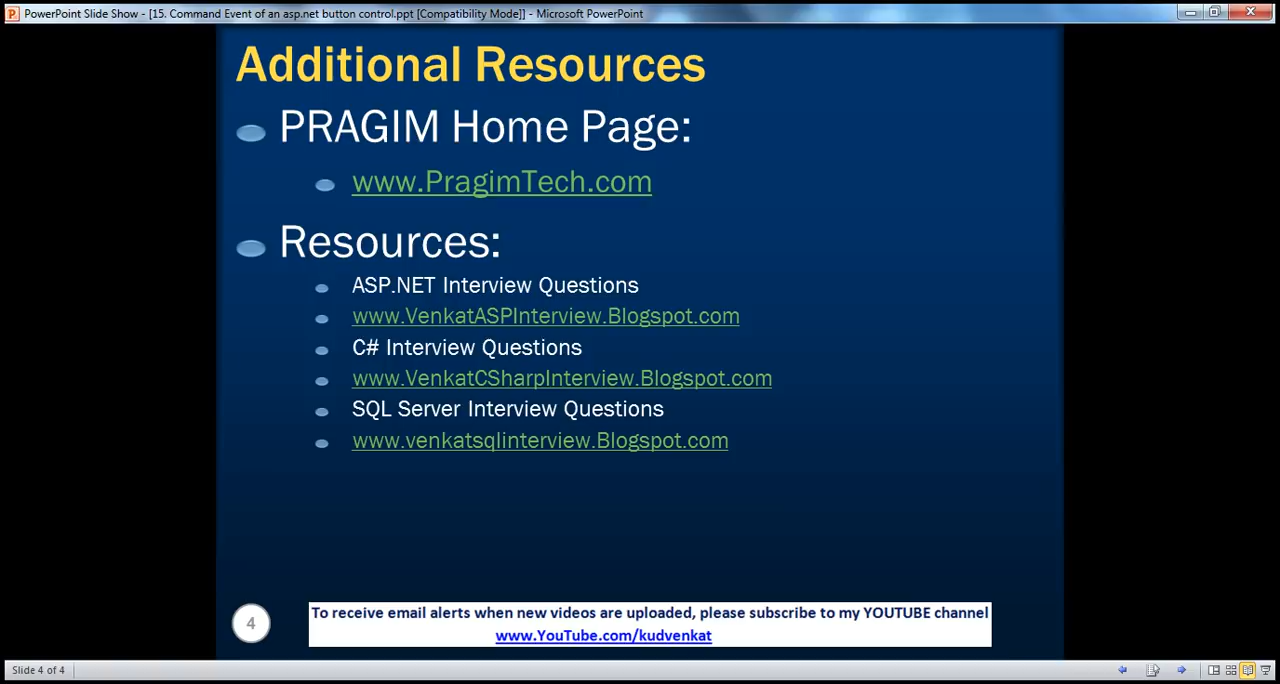 PowerPoint Slide Show - [15. Command Event of an asp.net button control.ppt [Compatibility Mode]] - Microsoft PowerPoint
Additional Resources
PRAGIM Home Page:
www.PragimTech.com
Resources:
ASP.NET Interview Questions
www.VenkatASPInterview.Blogspot.com
C# Interview Questions
www.VenkatCSharpInterview.Blogspot.com
SQL Server Interview Questions
www.venkatsqlinterview.Blogspot.com
4
To receive email alerts when new videos are uploaded, please subscribe to my YOUTUBE channel
www.YouTube.com/kudvenkat
Slide 4 of 4